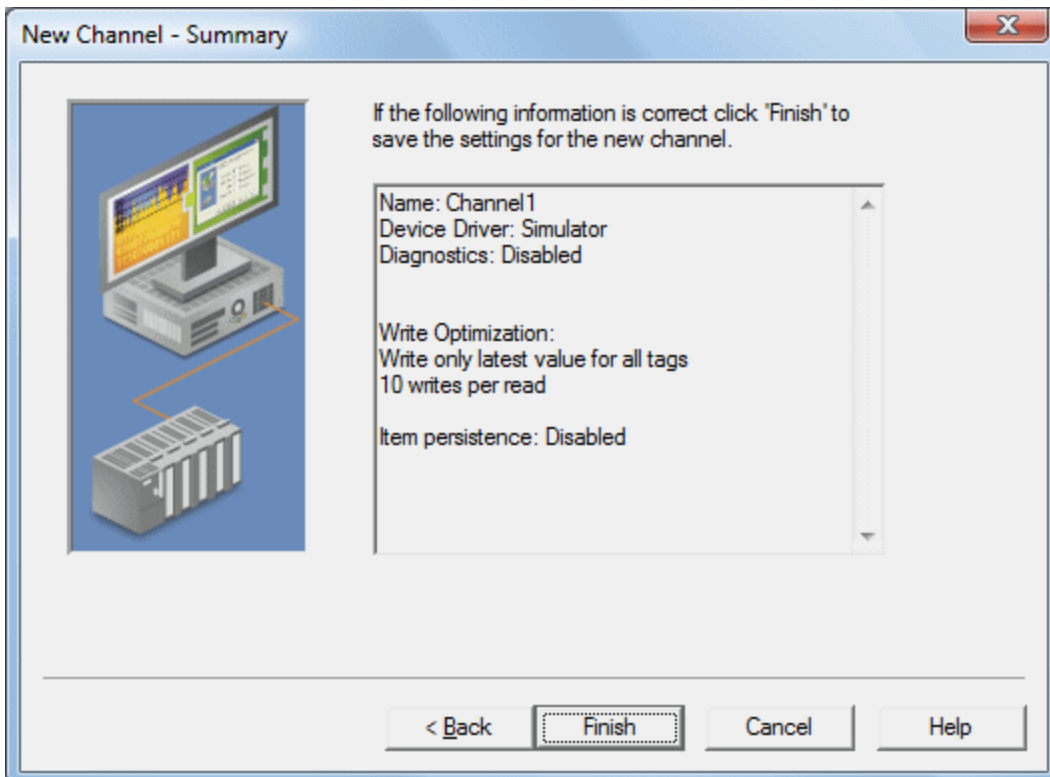 New Channel - Summary
If the following information is correct click 'Finish' to
save the settings for the new channel.
Name: Channel1
Device Driver: Simulator
Diagnostics: Disabled
Write Optimization:
Write only latest value for all tags
10 writes per read
Item persistence: Disabled
< Back
Finish
Cancel
Help